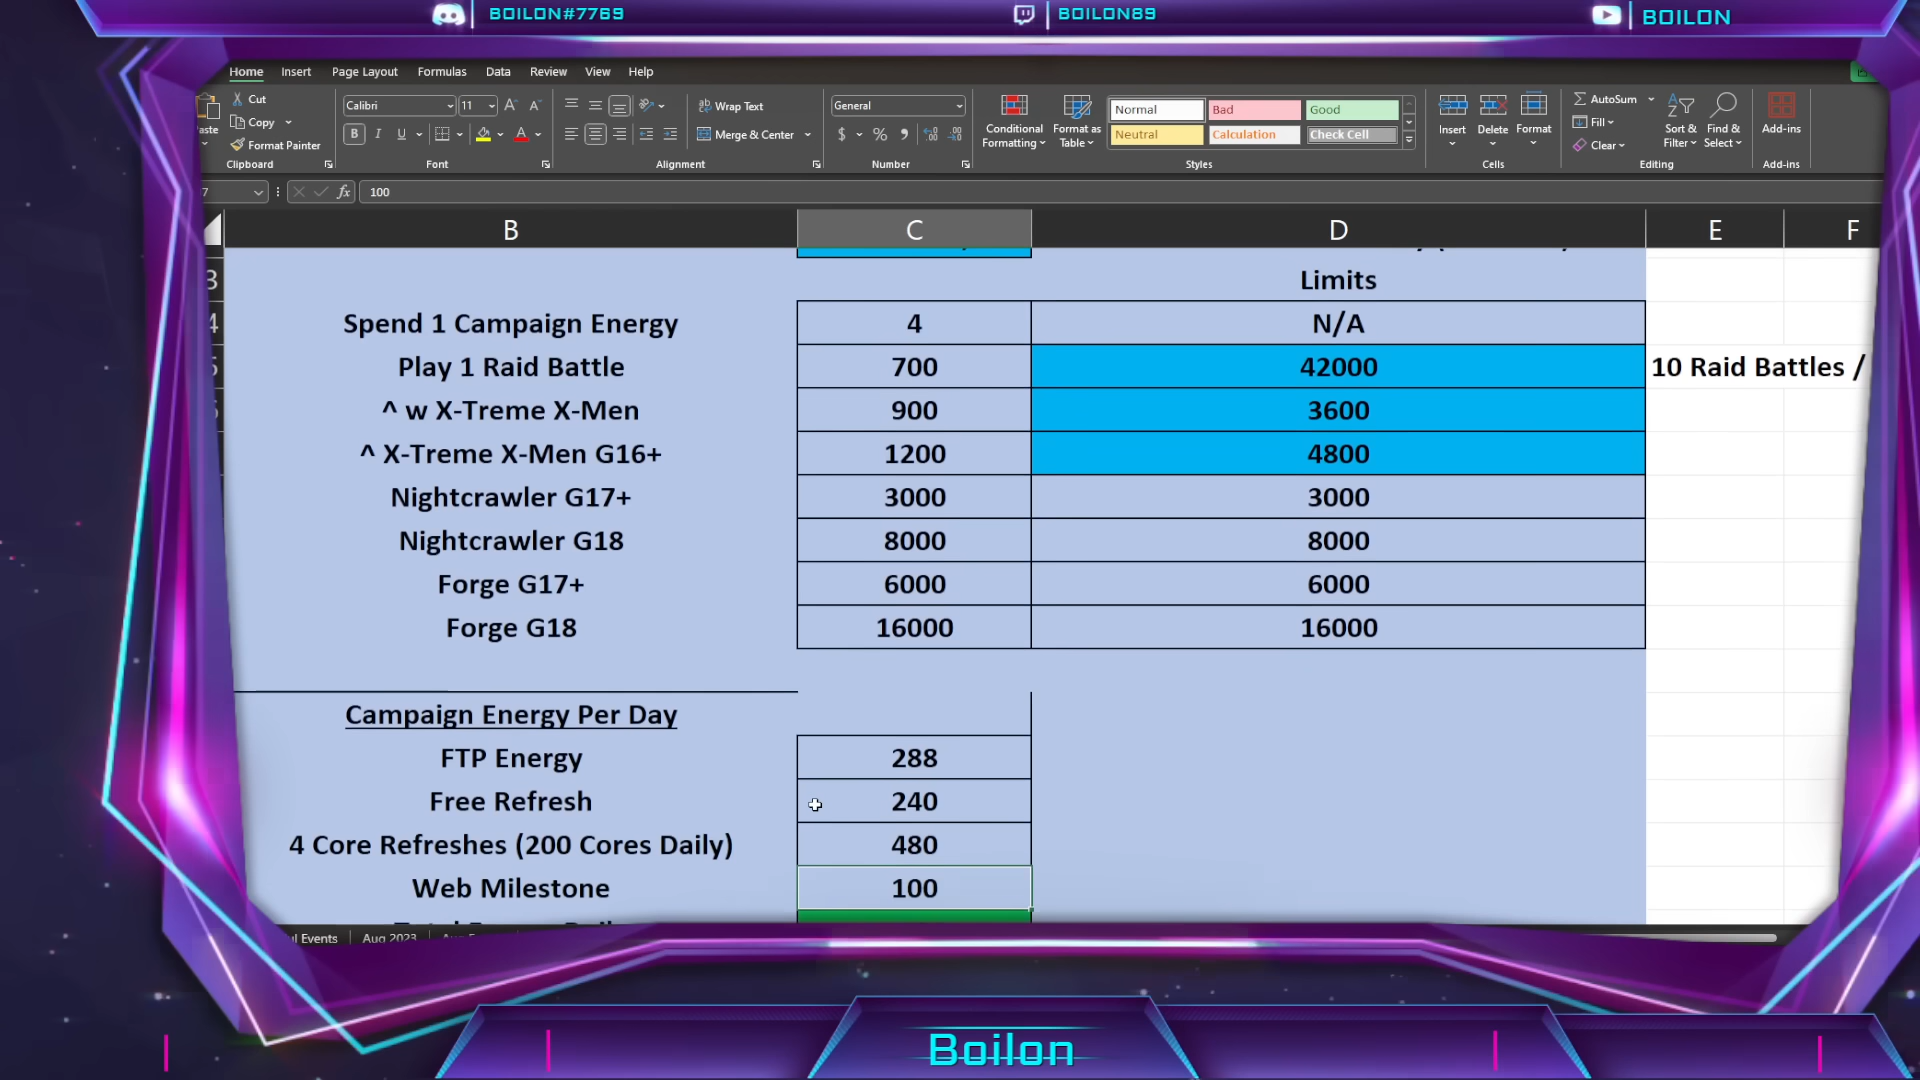 BOILON#7769
BOILON89
BOILON
Home Insert Page Layout Formulas Data Review View Help
Cut
Copy
Format Painter
Clipboard
Calibri 11
B I U
Font
Wrap Text
Merge & Center
Alignment
General
$ % ,
Number
Conditional Formatting
Format as Table
Normal Bad Good
Neutral Calculation Check Cell
Styles
Insert Delete Format
Cells
AutoSum
Fill
Clear
Sort & Filter
Find & Select
Editing
Add-ins
Add-ins
7 fx 100
B C D E F
3 Limits
4 Spend 1 Campaign Energy 4 N/A
Play 1 Raid Battle 700 42000 10 Raid Battles /
^ w X-Treme X-Men 900 3600
^ X-Treme X-Men G16+ 1200 4800
Nightcrawler G17+ 3000 3000
Nightcrawler G18 8000 8000
Forge G17+ 6000 6000
Forge G18 16000 16000
Campaign Energy Per Day
FTP Energy 288
Free Refresh 240
4 Core Refreshes (200 Cores Daily) 480
Web Milestone 100
Events Aug 2023
Boilon